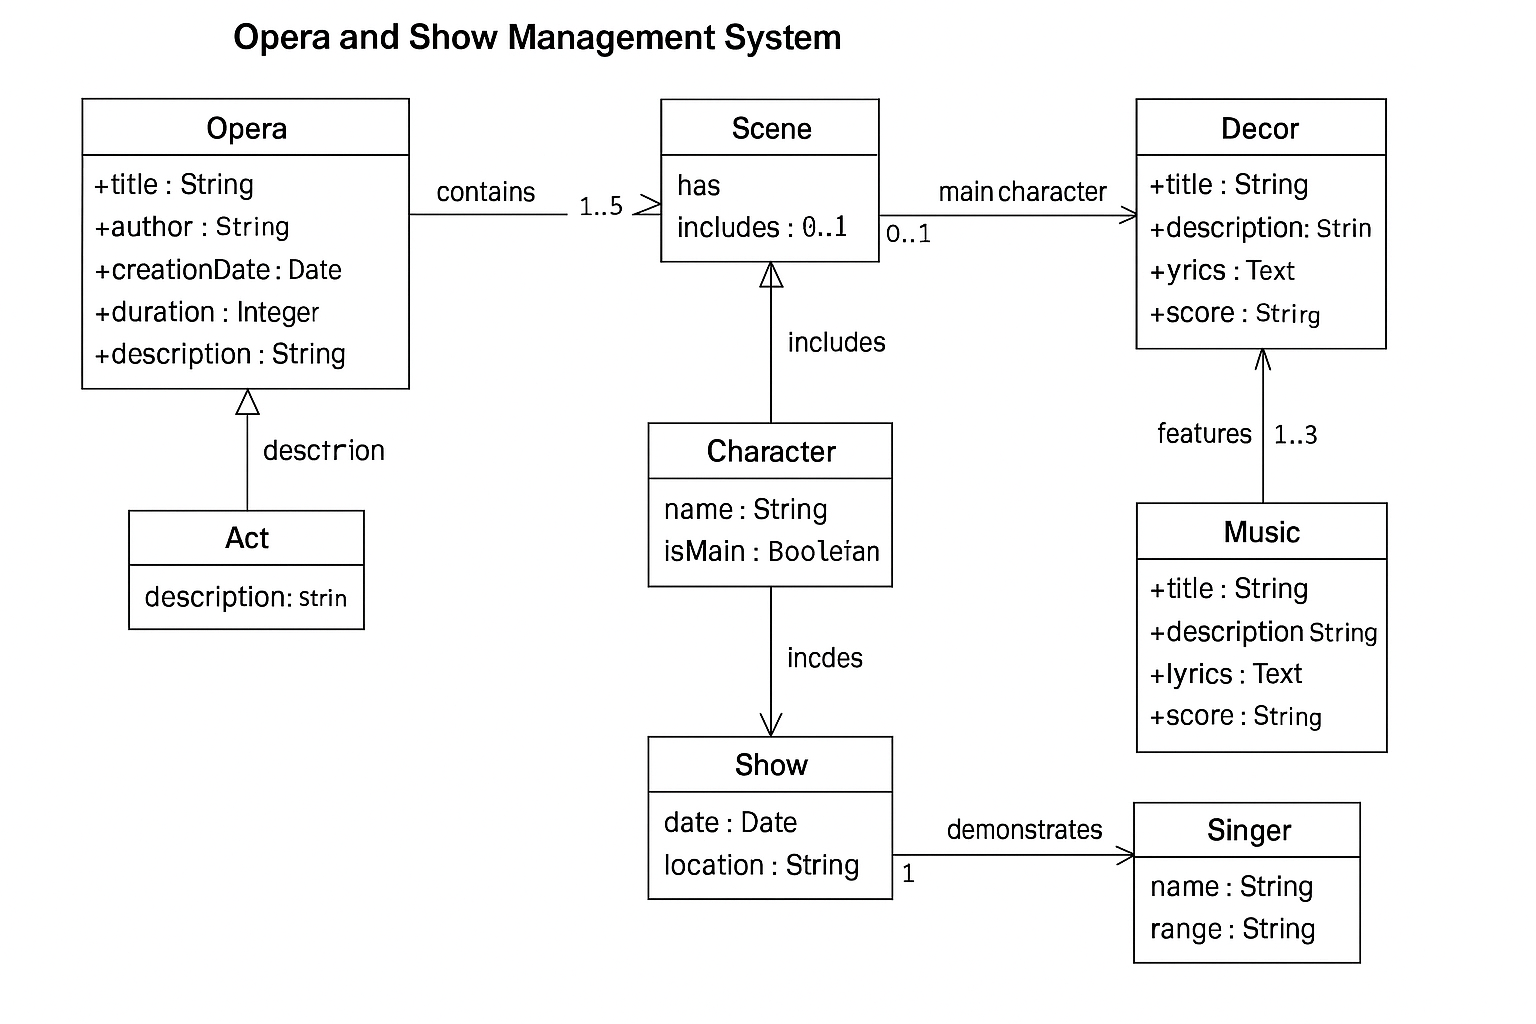 Opera and Show Management System
Opera
+title : String
+author : String
+creationDate : Date
+duration : Integer
+description : String
contains
1..5
Scene
has
includes : 0..1
0..1
main character
Decor
+title : String
+description: Strin
+yrics : Text
+score : Strirg
desctrion
includes
features
1..3
Act
description: Strin
Character
name : String
isMain : Boolefan
Music
+title : String
+description String
+lyrics : Text
+score : String
incdes
Show
date : Date
location : String
1
demonstrates
Singer
name : String
range : String